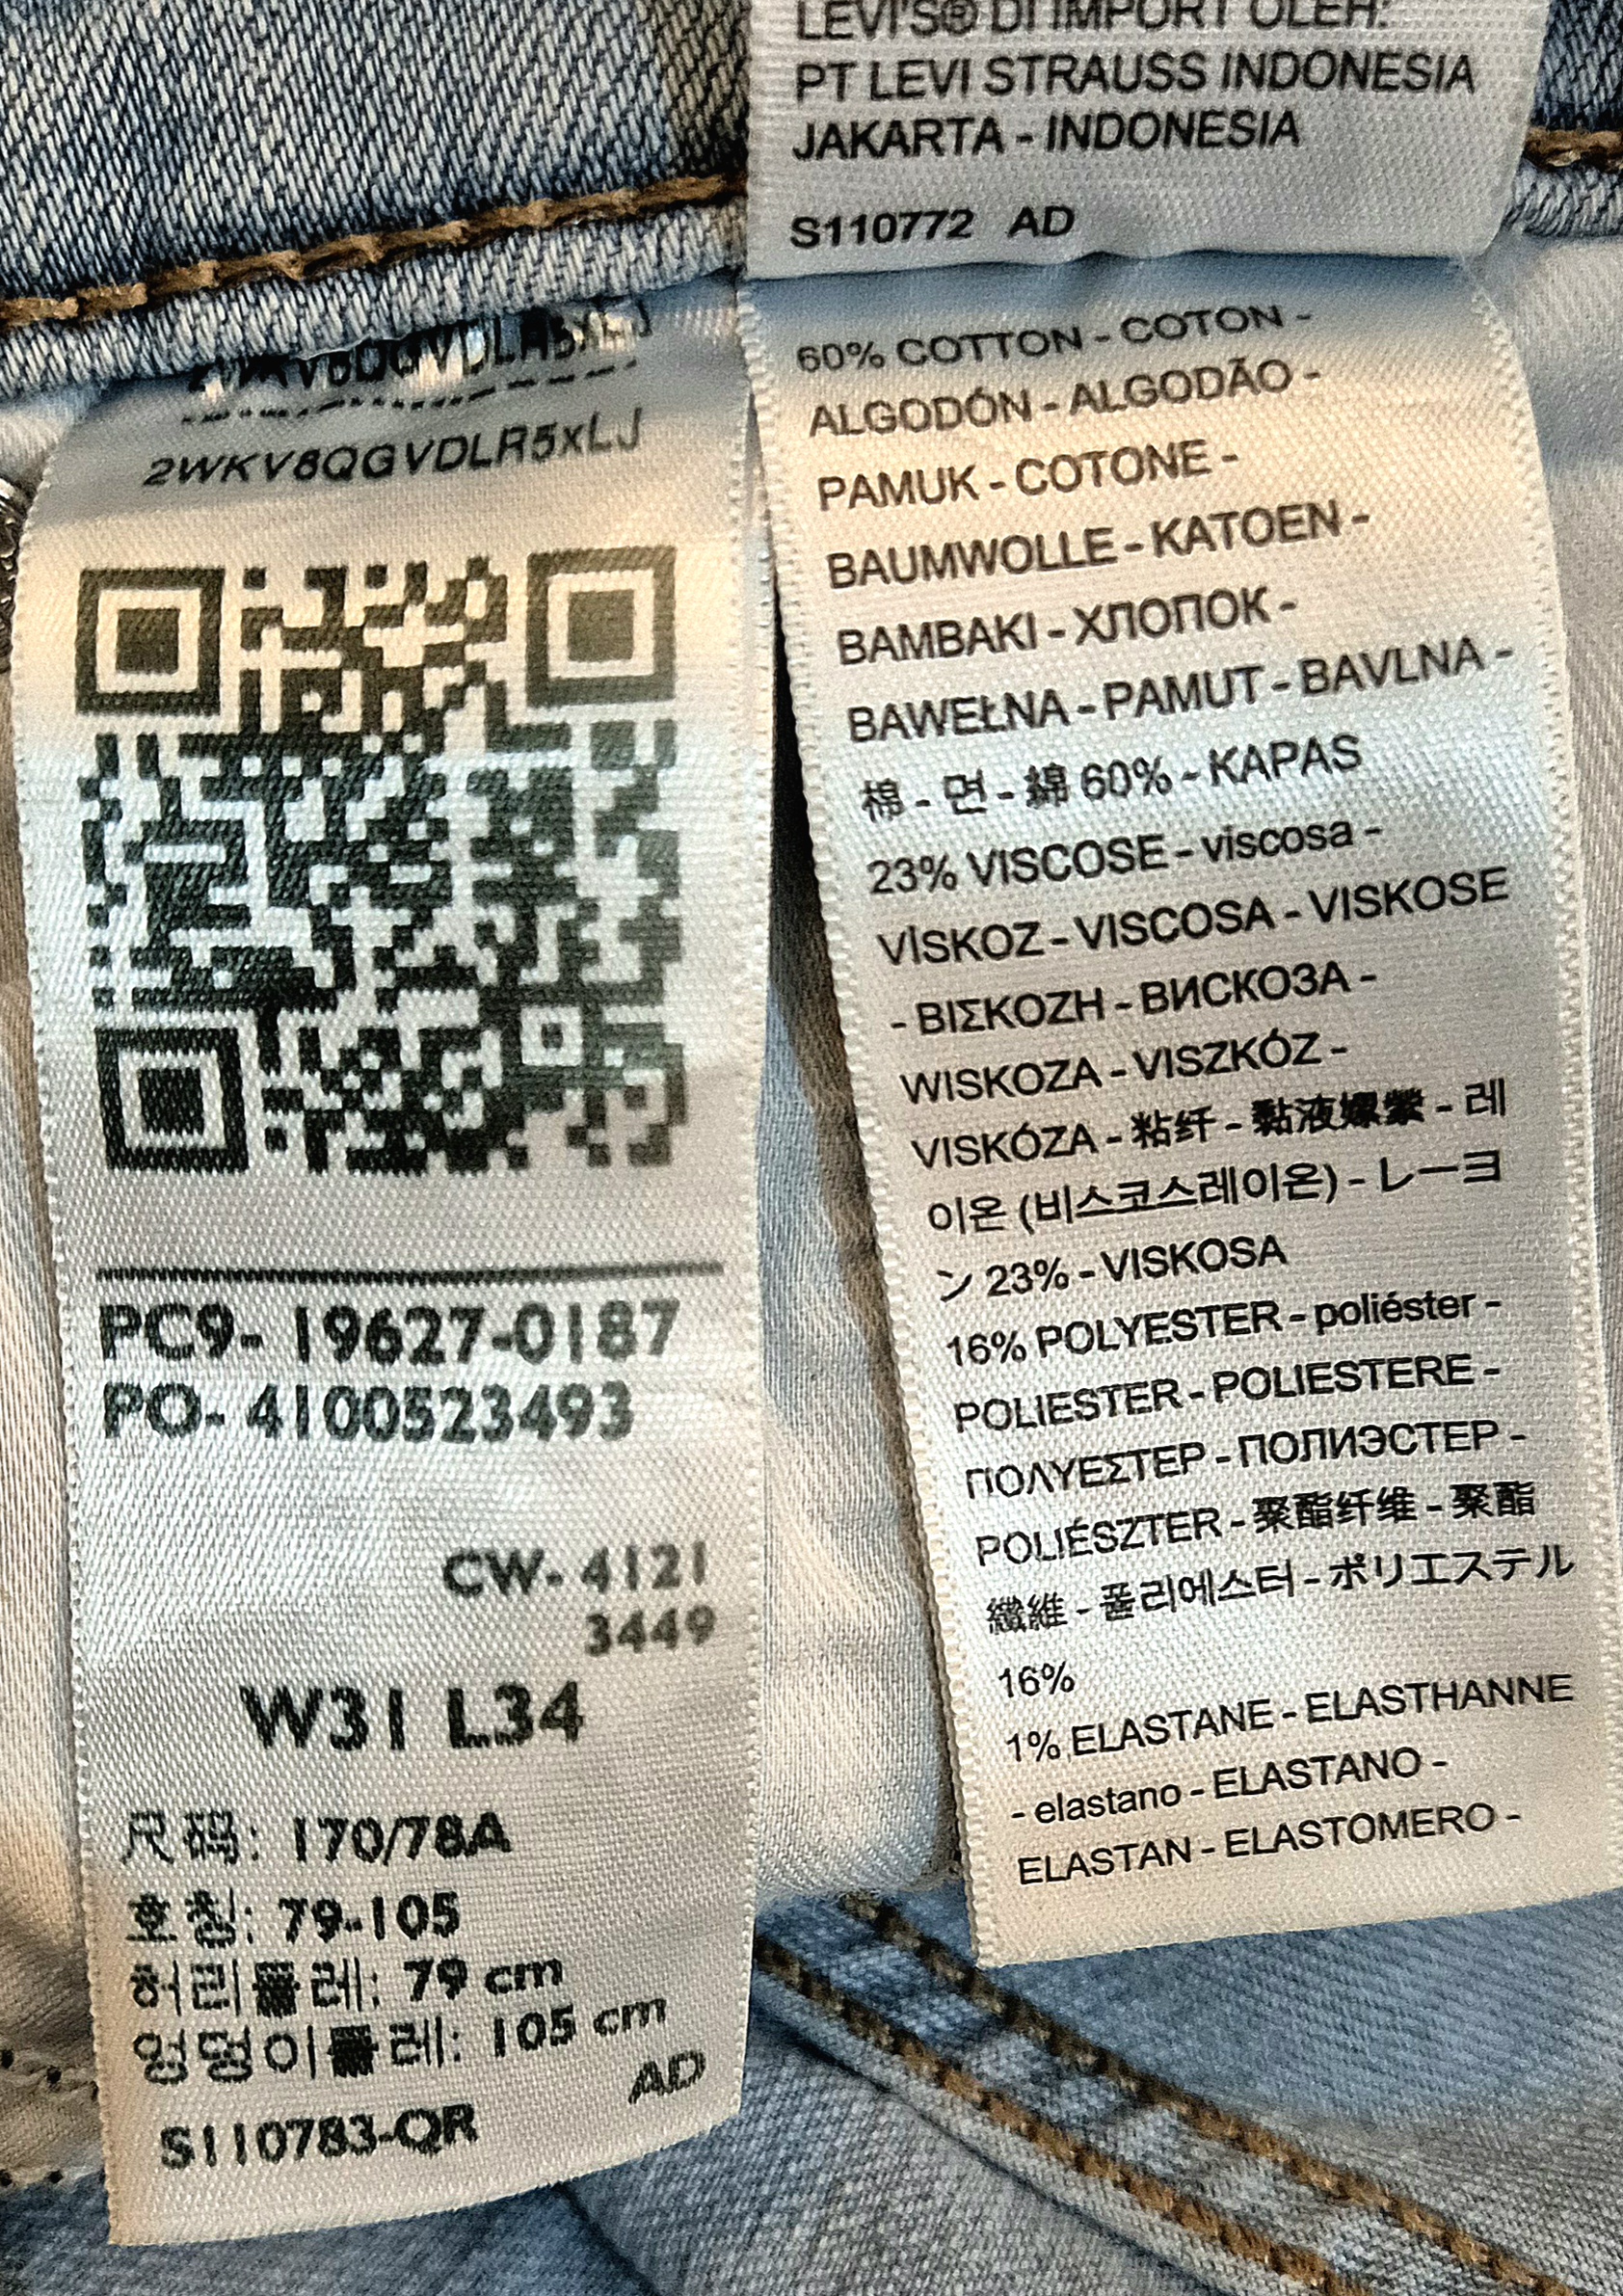 LEVI'S® DI IMPORT OLEH:
PT LEVI STRAUSS INDONESIA
JAKARTA - INDONESIA
S110772 AD
2WKV8QGVDLR5xLJ
2WKV8QGVDLR5xLJ
PC9- 19627-0187
PO- 4100523493
CW- 4121
3449
W31 L34
尺码: 170/78A
호칭: 79-105
허리둘레: 79 cm
엉덩이둘레: 105 cm
AD
S110783-QR
60% COTTON - COTON -
ALGODÓN - ALGODÃO -
PAMUK - COTONE -
BAUMWOLLE - KATOEN -
BAMBAKI - ХЛОПОК -
BAWEŁNA - PAMUT - BAVLNA -
棉 - 면 - 綿 60% - KAPAS
23% VISCOSE - viscosa -
VİSKOZ - VISCOSA - VISKOSE
- ΒΙΣΚΟΖΗ - ВИСКОЗА -
WISKOZA - VISZKÓZ -
VISKÓZA - 粘纤 - 黏液嫘縈 - 레
이온 (비스코스레이온) - レーヨ
ン 23% - VISKOSA
16% POLYESTER - poliéster -
POLIESTER - POLIESTERE -
ΠΟΛΥΕΣΤΕΡ - ПОЛИЭСТЕР -
POLIÉSZTER - 聚酯纤维 - 聚酯
纖維 - 폴리에스터 - ポリエステル
16%
1% ELASTANE - ELASTHANNE
- elastano - ELASTANO -
ELASTAN - ELASTOMERO -